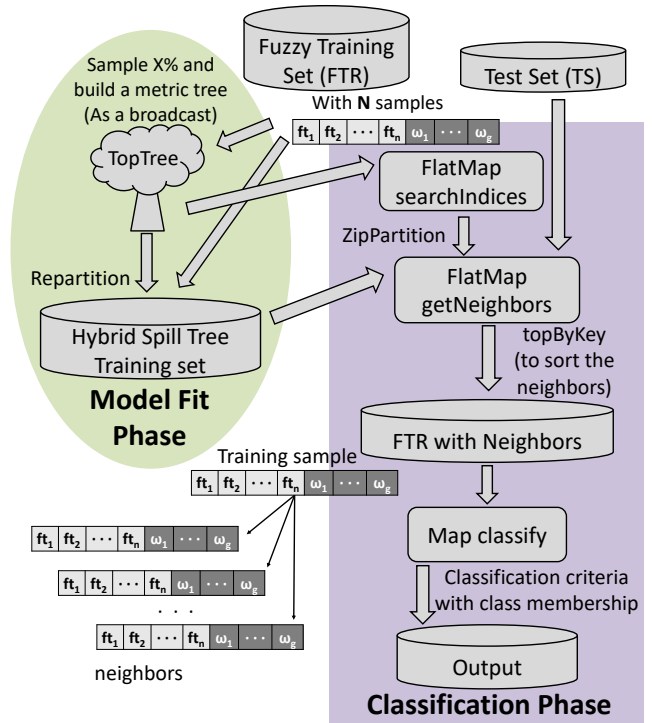 Fuzzy Training
Set (FTR)
Test Set (TS)
Sample X% and
build a metric tree
(As a broadcast)
With N samples
ft1 ft2 ··· ftn ω1 ··· ωg
TopTree
FlatMap
searchIndices
ZipPartition
Repartition
FlatMap
getNeighbors
Hybrid Spill Tree
Training set
topByKey
(to sort the
neighbors)
Model Fit
Phase
FTR with Neighbors
Training sample
ft1 ft2 ··· ftn ω1 ··· ωg
ft1 ft2 ··· ftn ω1 ··· ωg
Map classify
ft1 ft2 ··· ftn ω1 ··· ωg
. . .
ft1 ft2 ··· ftn ω1 ··· ωg
neighbors
Classification criteria
with class membership
Output
Classification Phase